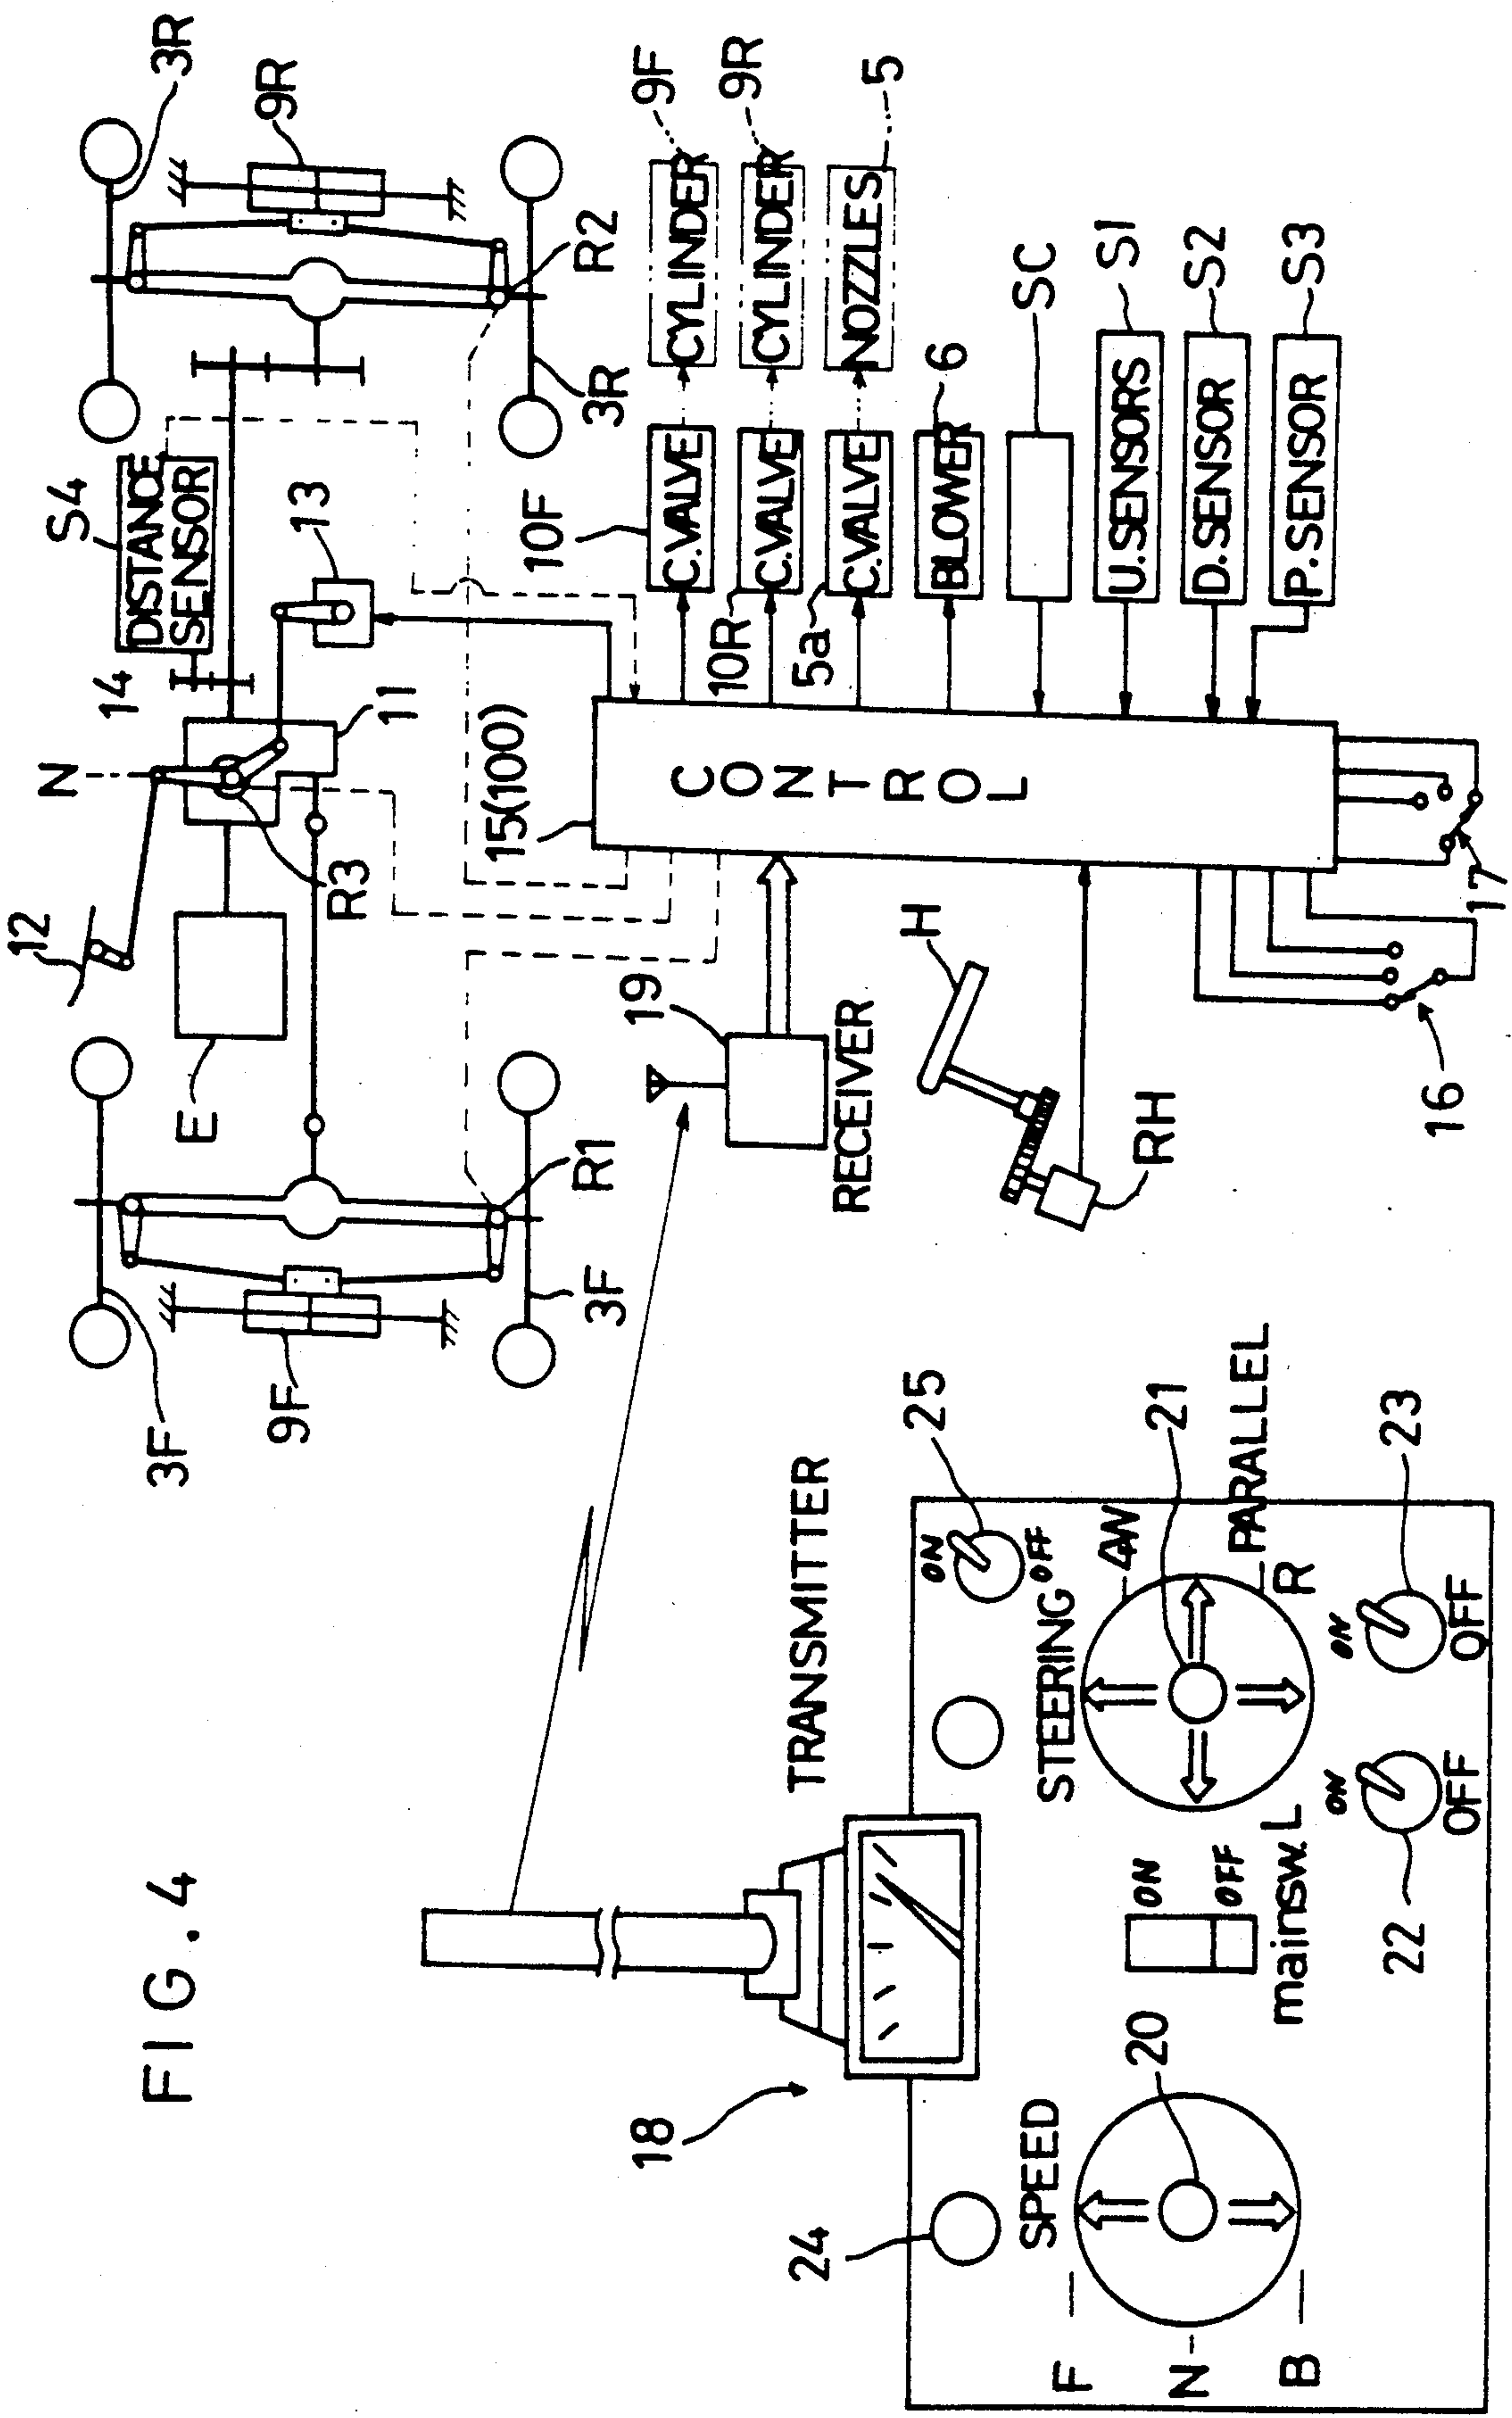 FIG. 4
3F
9F
3F
R1
E
12
N
14
R3
11
S4
DISTANCE
SENSOR
13
3R
9R
R2
3R
15(100)
CONTROL
10F
C.VALVE
CYLINDER
9F
10R
C.VALVE
CYLINDER
9R
5a
C.VALVE
NOZZLES
5
BLOWER
6
SC
U.SENSORS
S1
D.SENSOR
S2
P.SENSOR
S3
19
RECEIVER
H
RH
16
17
18
TRANSMITTER
24
SPEED
20
F
N
B
ON
OFF
mainsw.
STEERING
21
4W
PARALLEL
L
R
25
ON
OFF
22
ON
OFF
23
ON
OFF